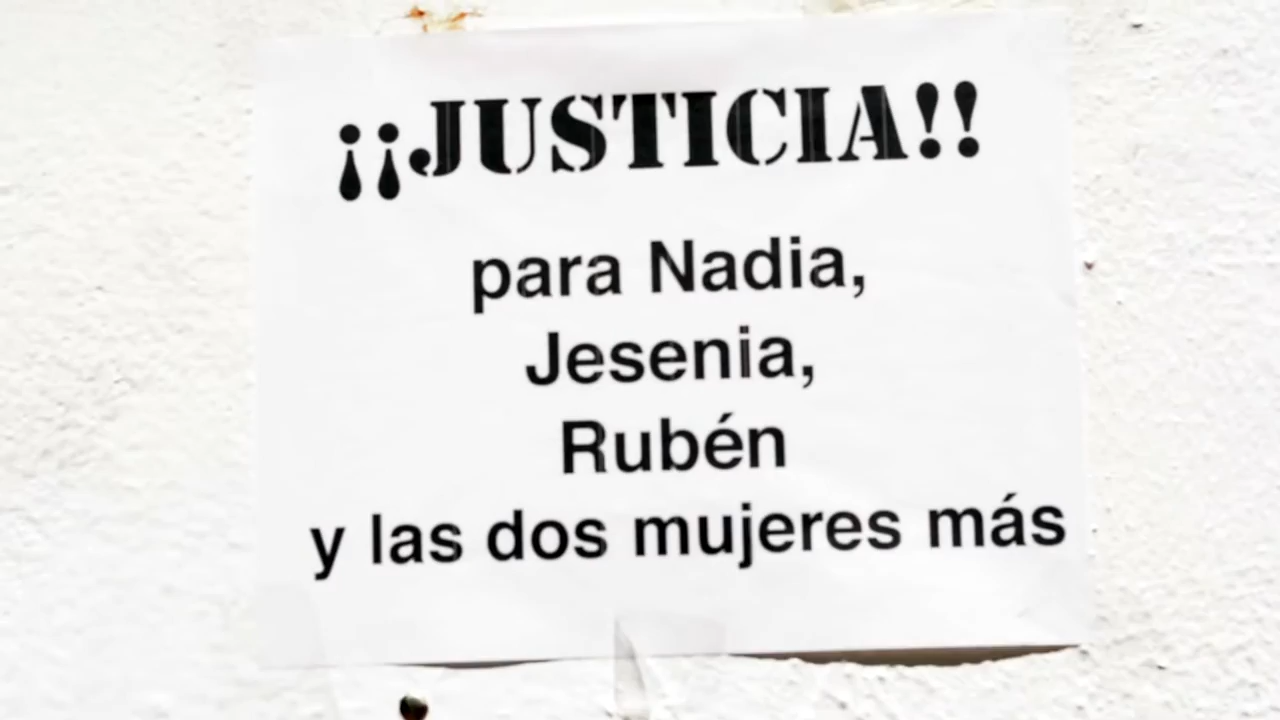 ¡¡JUSTICIA!!
para Nadia,
Jesenia,
Rubén
y las dos mujeres más